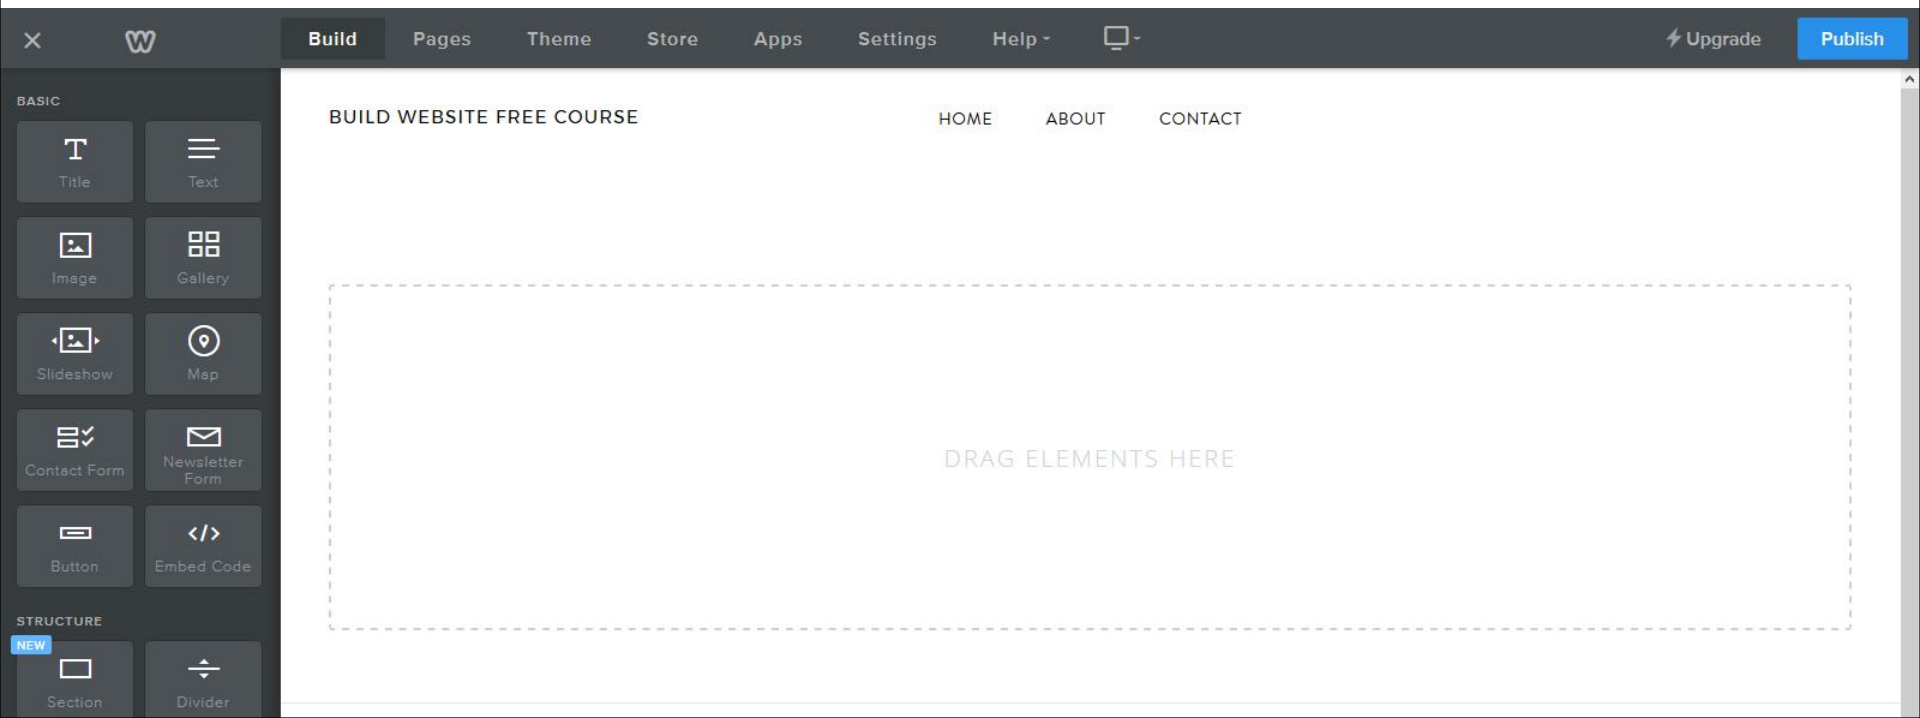 Build Pages Theme Store Apps Settings Help Upgrade Publish
BASIC
Title Text
Image Gallery
Slideshow Map
Contact Form Newsletter
Form
Button Embed Code
STRUCTURE
NEW
Section Divider
BUILD WEBSITE FREE COURSE HOME ABOUT CONTACT
DRAG ELEMENTS HERE